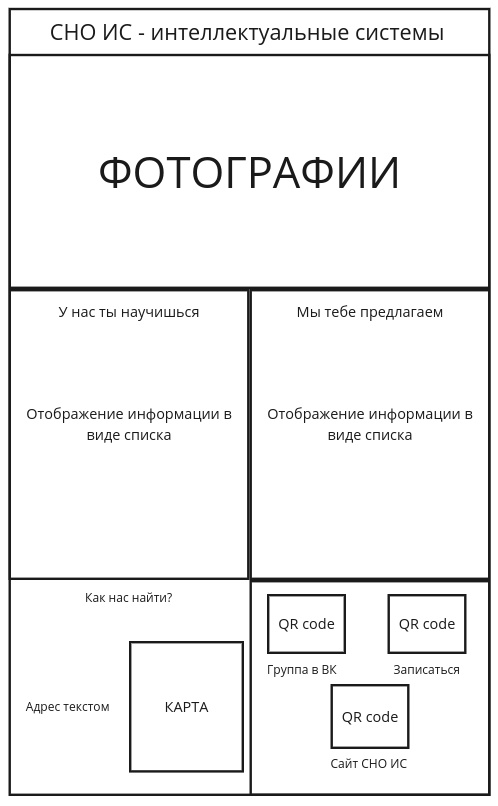 СНО ИС - интеллектуальные системы
ФОТОГРАФИИ
У нас ты научишься
Отображение информации в
виде списка
Мы тебе предлагаем
Отображение информации в
виде списка
Как нас найти?
Адрес текстом
КАРТА
QR code
Группа в ВК
QR code
Записаться
QR code
Сайт СНО ИС